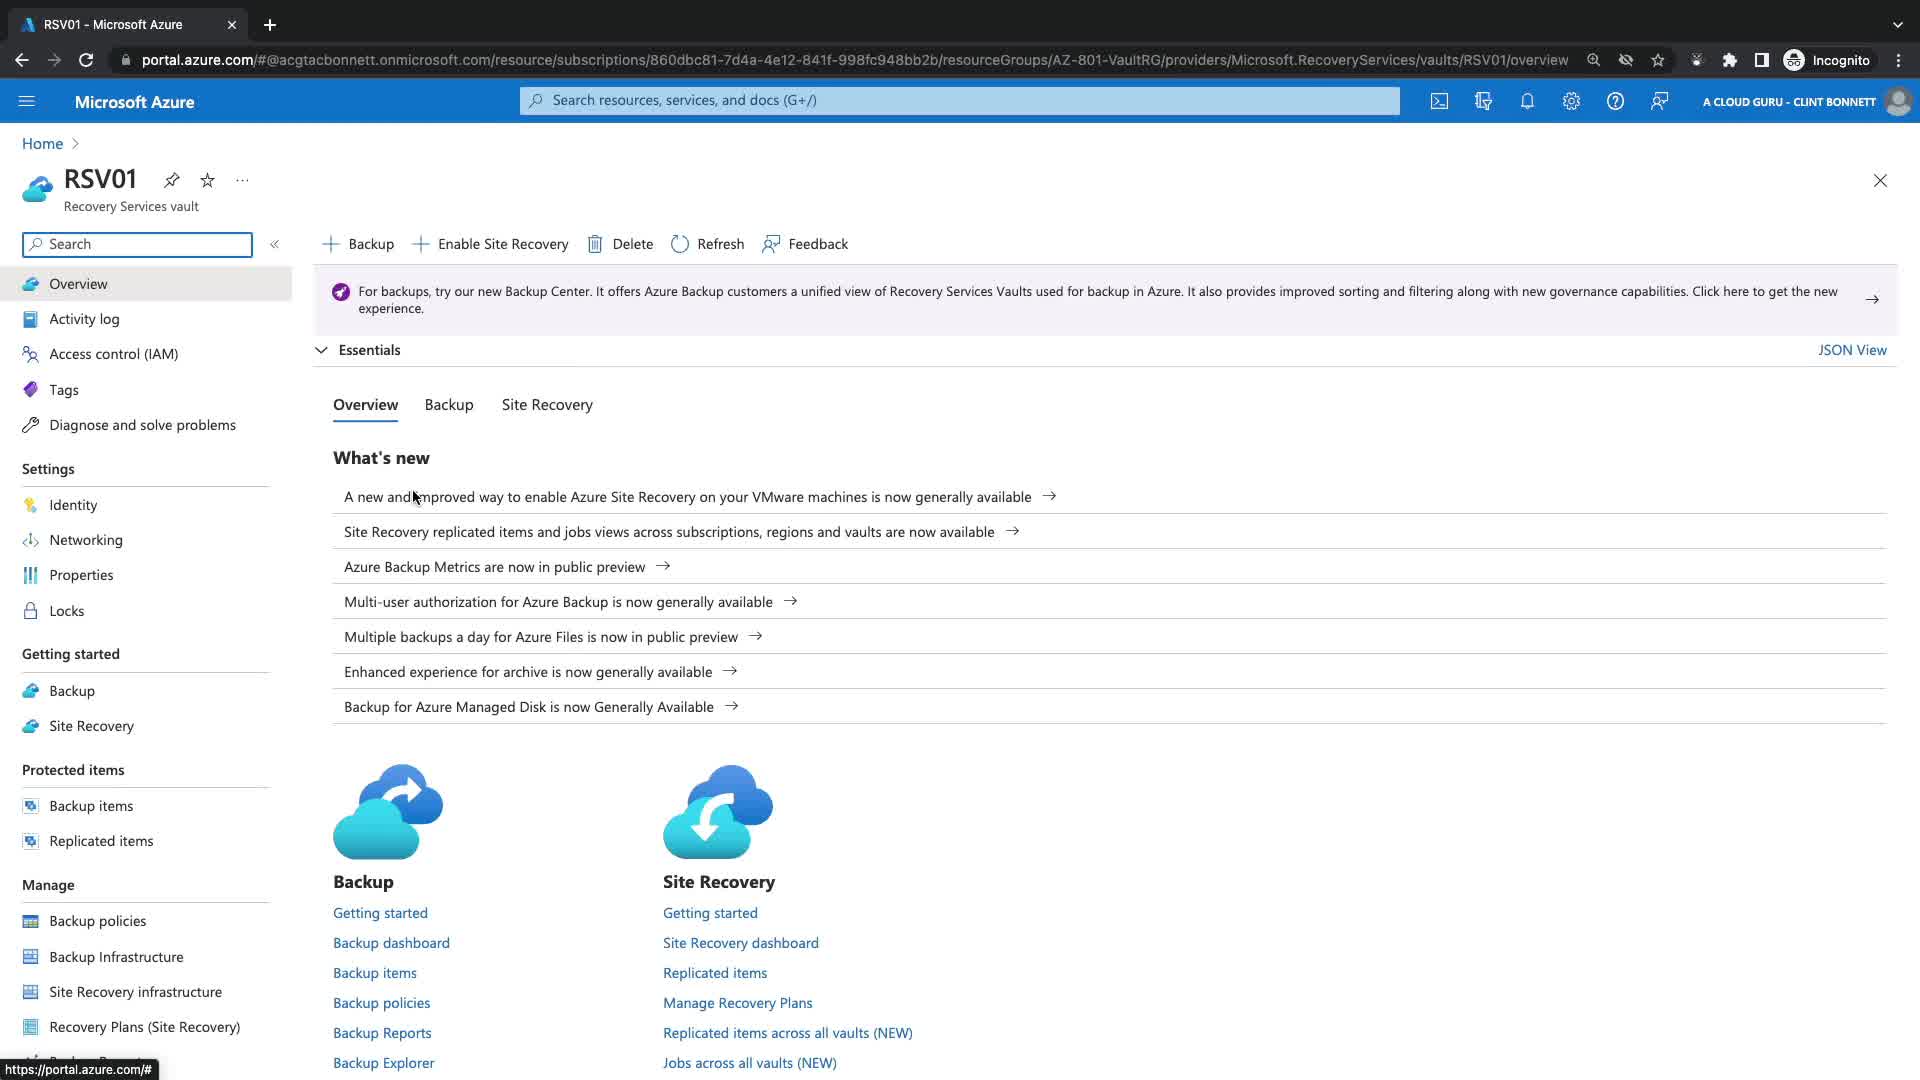 RSV01 - Microsoft Azure
portal.azure.com/#@acgtacbonnett.onmicrosoft.com/resource/subscriptions/860dbc81-7d4a-4e12-841f-998fc948bb2b/resourceGroups/AZ-801-VaultRG/providers/Microsoft.RecoveryServices/vaults/RSV01/overview
Incognito
Microsoft Azure
Search resources, services, and docs (G+/)
A CLOUD GURU - CLINT BONNETT
Home
RSV01
Recovery Services vault
Search
Backup
Enable Site Recovery
Delete
Refresh
Feedback
Overview
Activity log
Access control (IAM)
Tags
Diagnose and solve problems
Settings
Identity
Networking
Properties
Locks
Getting started
Backup
Site Recovery
Protected items
Backup items
Replicated items
Manage
Backup policies
Backup Infrastructure
Site Recovery infrastructure
Recovery Plans (Site Recovery)
https://portal.azure.com/#
For backups, try our new Backup Center. It offers Azure Backup customers a unified view of Recovery Services Vaults used for backup in Azure. It also provides improved sorting and filtering along with new governance capabilities. Click here to get the new
experience.
Essentials
JSON View
Overview
Backup
Site Recovery
What's new
A new and improved way to enable Azure Site Recovery on your VMware machines is now generally available
Site Recovery replicated items and jobs views across subscriptions, regions and vaults are now available
Azure Backup Metrics are now in public preview
Multi-user authorization for Azure Backup is now generally available
Multiple backups a day for Azure Files is now in public preview
Enhanced experience for archive is now generally available
Backup for Azure Managed Disk is now Generally Available
Backup
Getting started
Backup dashboard
Backup items
Backup policies
Backup Reports
Backup Explorer
Site Recovery
Getting started
Site Recovery dashboard
Replicated items
Manage Recovery Plans
Replicated items across all vaults (NEW)
Jobs across all vaults (NEW)